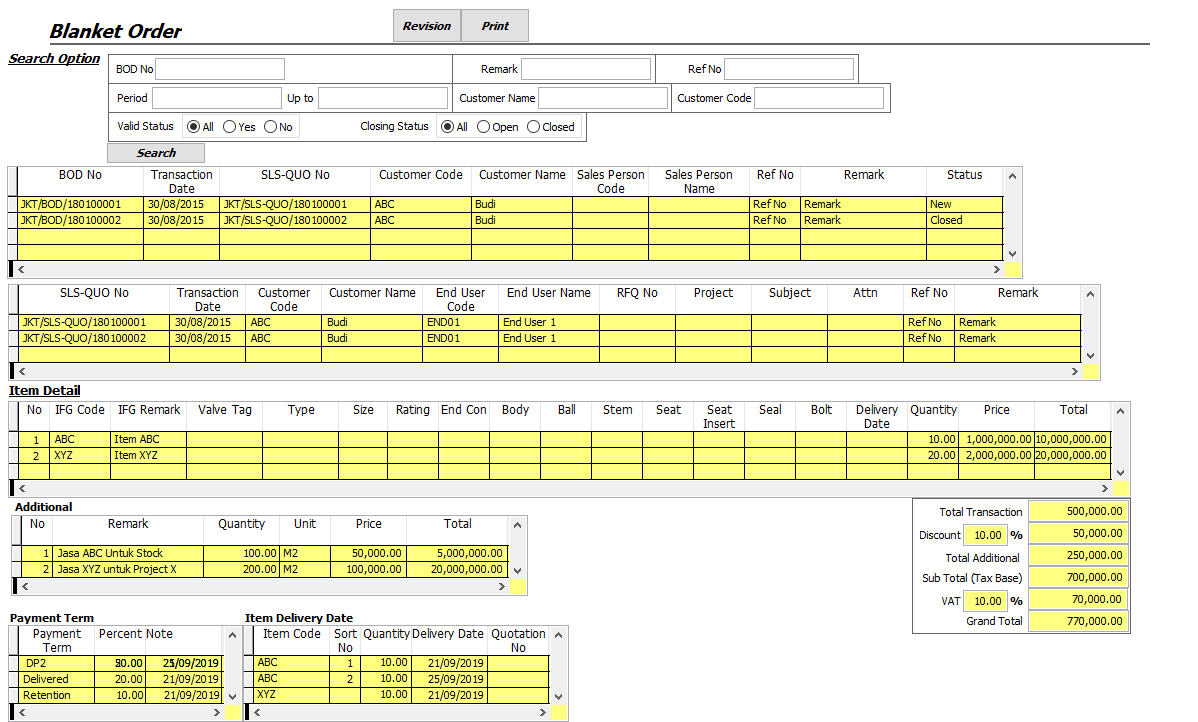 Blanket Order
Revision Print
Search Option
BOD No Remark Ref No
Period Up to Customer Name Customer Code
Valid Status All Yes No Closing Status All Open Closed
Search
BOD No Transaction Date SLS-QUO No Customer Code Customer Name Sales Person Code Sales Person Name Ref No Remark Status
JKT/BOD/180100001 30/08/2015 JKT/SLS-QUO/180100001 ABC Budi Ref No Remark New
JKT/BOD/180100002 30/08/2015 JKT/SLS-QUO/180100002 ABC Budi Ref No Remark Closed
SLS-QUO No Transaction Date Customer Code Customer Name End User Code End User Name RFQ No Project Subject Attn Ref No Remark
JKT/SLS-QUO/180100001 30/08/2015 ABC Budi END01 End User 1 Ref No Remark
JKT/SLS-QUO/180100002 30/08/2015 ABC Budi END01 End User 1 Ref No Remark
Item Detail
No IFG Code IFG Remark Valve Tag Type Size Rating End Con Body Ball Stem Seat Seat Insert Seal Bolt Delivery Date Quantity Price Total
1 ABC Item ABC 10.00 1,000,000.00 10,000,000.00
2 XYZ Item XYZ 20.00 2,000,000.00 20,000,000.00
Additional
No Remark Quantity Unit Price Total
1 Jasa ABC Untuk Stock 100.00 M2 50,000.00 5,000,000.00
2 Jasa XYZ untuk Project X 200.00 M2 100,000.00 20,000,000.00
Total Transaction 500,000.00
Discount 10.00 % 50,000.00
Total Additional 250,000.00
Sub Total (Tax Base) 700,000.00
VAT 10.00 % 70,000.00
Grand Total 770,000.00
Payment Term
Payment Term Percent Note
DP2
Delivered 20.00 21/09/2019
Retention 10.00 21/09/2019
Item Delivery Date
Item Code Sort No Quantity Delivery Date Quotation No
ABC 1 10.00 21/09/2019
ABC 2 10.00 25/09/2019
XYZ 10.00 21/09/2019